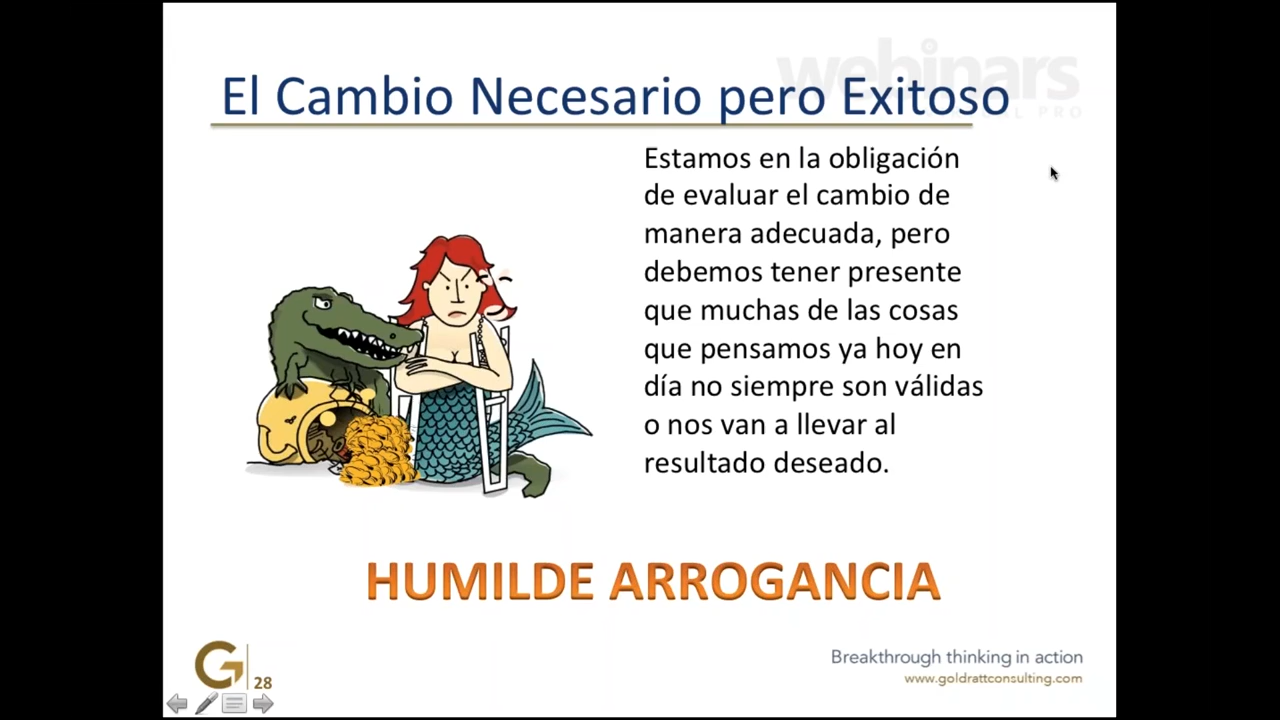 webinars
El Cambio Necesario pero Exitoso
Estamos en la obligación
de evaluar el cambio de
manera adecuada, pero
debemos tener presente
que muchas de las cosas
que pensamos ya hoy en
día no siempre son válidas
o nos van a llevar al
resultado deseado.
HUMILDE ARROGANCIA
G
28
Breakthrough thinking in action
www.goldrattconsulting.com